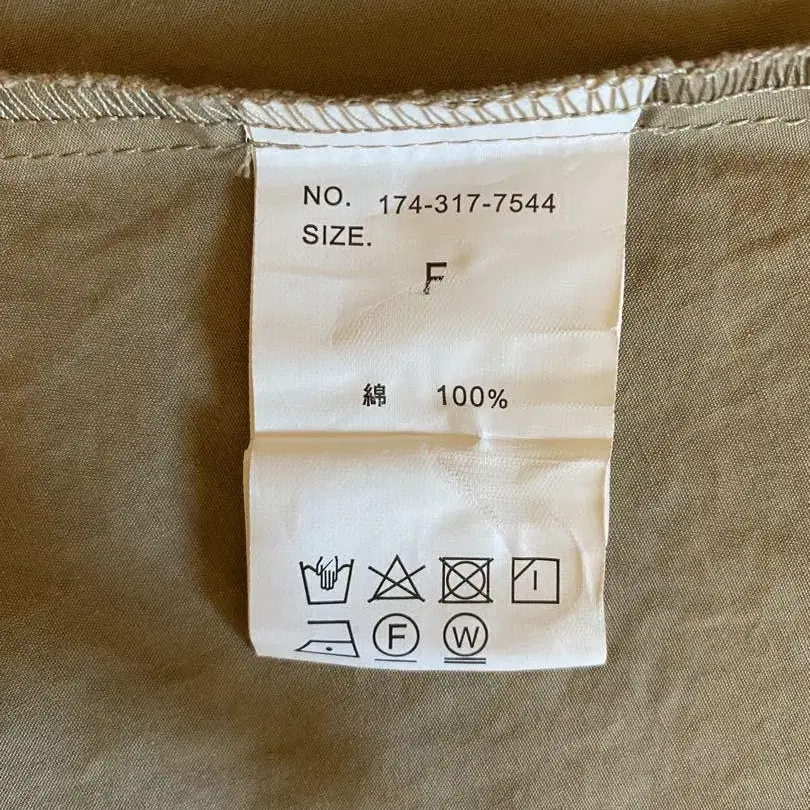 NO. 174-317-7544
SIZE.
F
綿 100%
F W